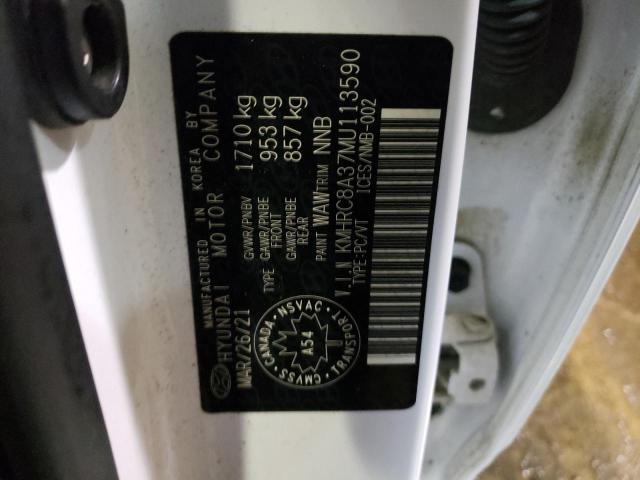 MANUFACTURED IN KOREA BY
HYUNDAI MOTOR COMPANY
MAR/26/21
GVWR/PNBV 1710 kg
GAWR/PNBE FRONT 953 kg
GAWR/PNBE REAR 857 kg
PAINT WAW TRIM NNB
V.I.N KMHRC8A37MU113590
TYPE:PC/VT ICES/NMB-002
CANADA NSVAC TRANSPORT CMVSS
A54